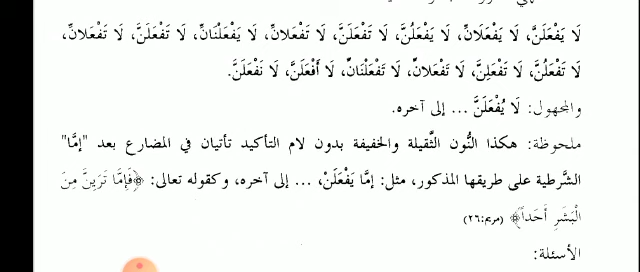 لَا يَفْعَلَنَّ، لَا يَفْعَلَانِّ، لَا يَفْعَلُنَّ، لَا تَفْعَلَنَّ، لَا تَفْعَلَانِّ، لَا يَفْعَلْنَانِّ، لَا تَفْعَلَنَّ، لَا تَفْعَلَانِّ،
لَا تَفْعَلُنَّ، لَا تَفْعَلِنَّ، لَا تَفْعَلَانِّ، لَا تَفْعَلْنَانِّ، لَا أَفْعَلَنَّ، لَا نَفْعَلَنَّ.
والمجهول: لَا يُفْعَلَنَّ ... إلى آخره.
ملحوظة: هكذا النُّون الثَّقيلة والخفيفة بدون لام التأكيد تأتيان في المضارع بعد "إمَّا"
الشَّرطية على طريقها المذكور، مثل: إمَّا يَفْعَلَنْ، ... إلى آخره، وكقوله تعالى: ﴿فَإِمَّا تَرَيِنَّ مِنَ
الْبَشَرِ أَحَداً﴾ (مريم:٢٦)
الأسئلة: